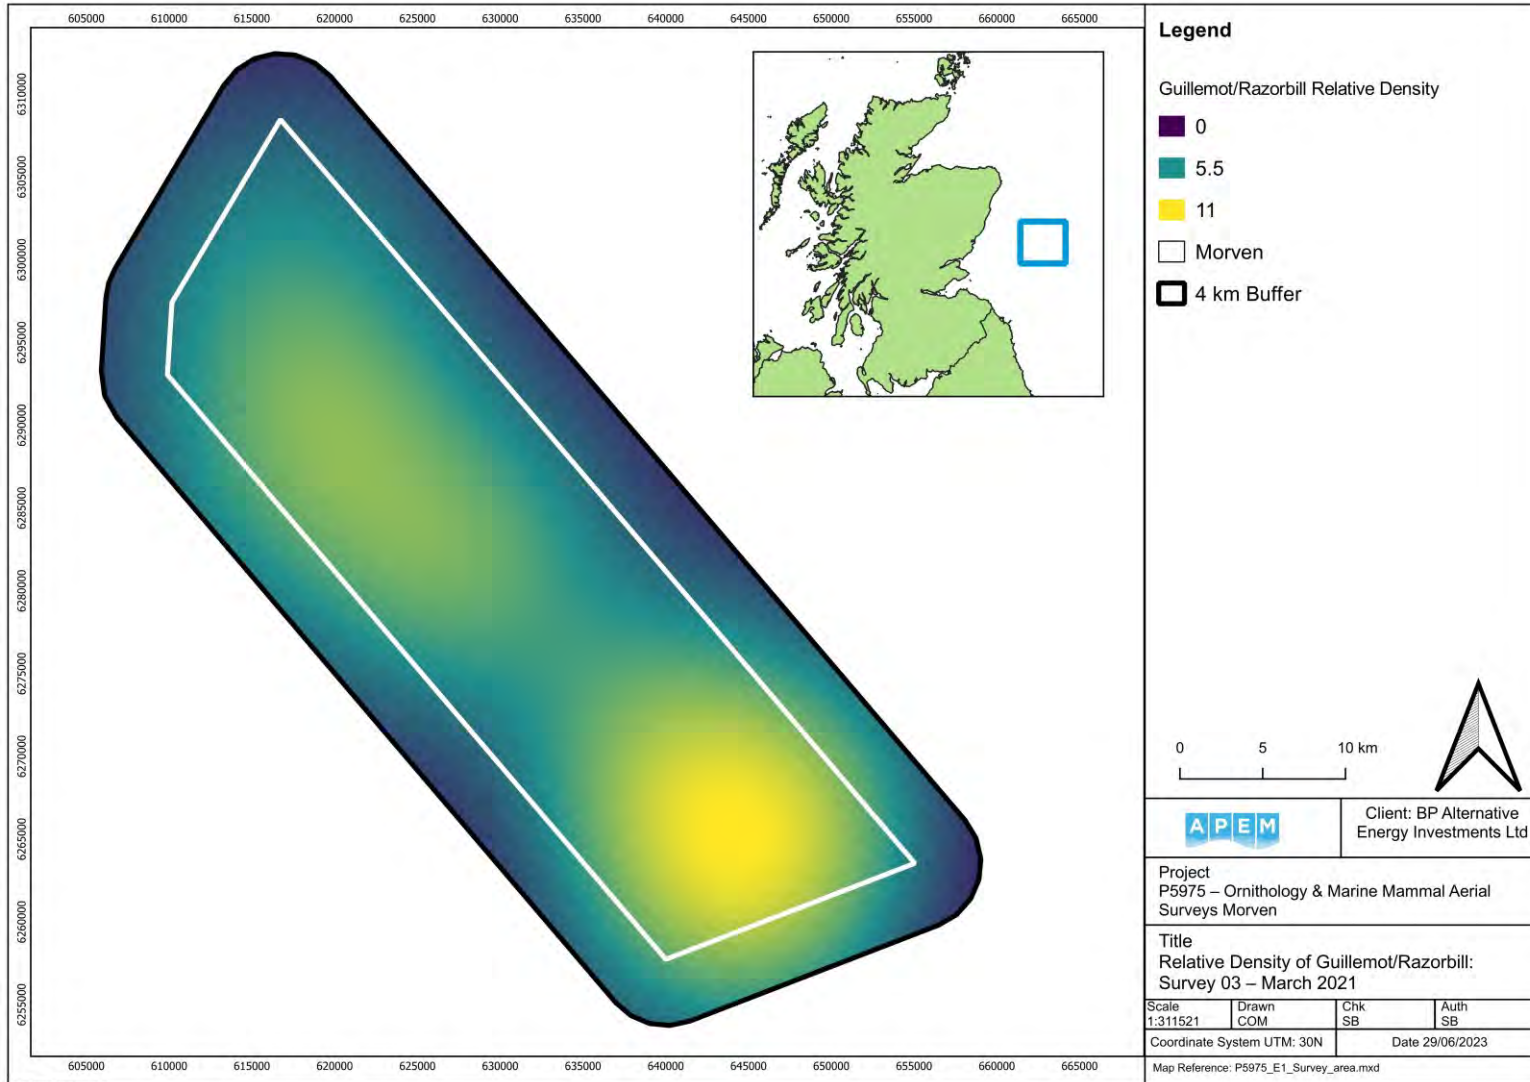 605000 610000 615000 620000 625000 630000 635000 640000 645000 650000 655000 660000 665000
6310000
6305000
6300000
6295000
6290000
6285000
6280000
6275000
6270000
6265000
6260000
6255000
605000 610000 615000 620000 625000 630000 635000 640000 645000 650000 655000 660000 665000
Legend
Guillemot/Razorbill Relative Density
0
5.5
11
Morven
4 km Buffer
0 5 10 km
APEM
Client: BP Alternative
Energy Investments Ltd
Project
P5975 – Ornithology & Marine Mammal Aerial
Surveys Morven
Title
Relative Density of Guillemot/Razorbill:
Survey 03 – March 2021
Scale Drawn Chk Auth
1:311521 COM SB SB
Coordinate System UTM: 30N Date 29/06/2023
Map Reference: P5975_E1_Survey_area.mxd